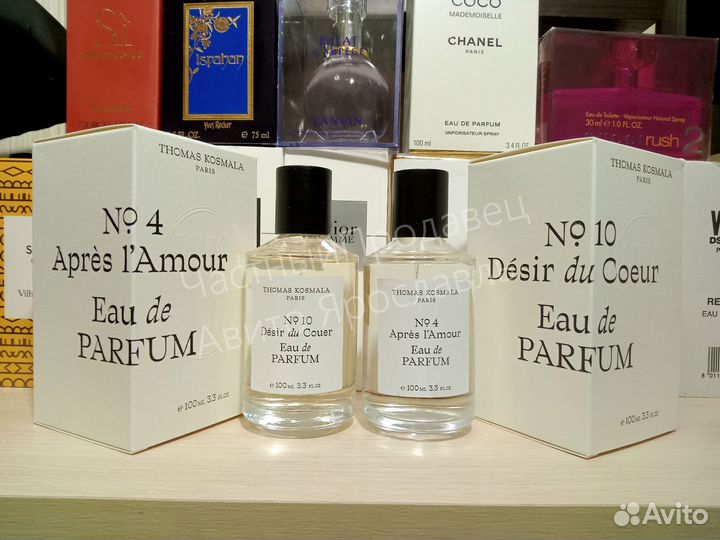 Ispahan
Yves Rocher
75 ml
ÉCLAT
D'ARPÈGE
LANVIN
COCO
MADEMOISELLE
CHANEL
PARIS
EAU DE PARFUM
VAPORISATEUR SPRAY
100 ml
3.4 FL. OZ.
Eau de Toilette - Vaporisateur Natural Spray
30 ml ℮ 1.0 FL.OZ.
rush
2
THOMAS KOSMALA
PARIS
Nº 4
Après l'Amour
Eau de
PARFUM
℮ 100 ML 3.3 FL.OZ
THOMAS KOSMALA
PARIS
Nº 10
Désir du Couer
Eau de
PARFUM
℮ 100 ML 3.3 FL.OZ
THOMAS KOSMALA
PARIS
Nº 4
Après l'Amour
Eau de
PARFUM
℮ 100 ML 3.3 FL.OZ
THOMAS KOSMALA
PARIS
Nº 10
Désir du Coeur
Eau de
PARFUM
℮ 100 ML 3.3 FL.OZ
Частный продавец
Авито Ярославль
Avito